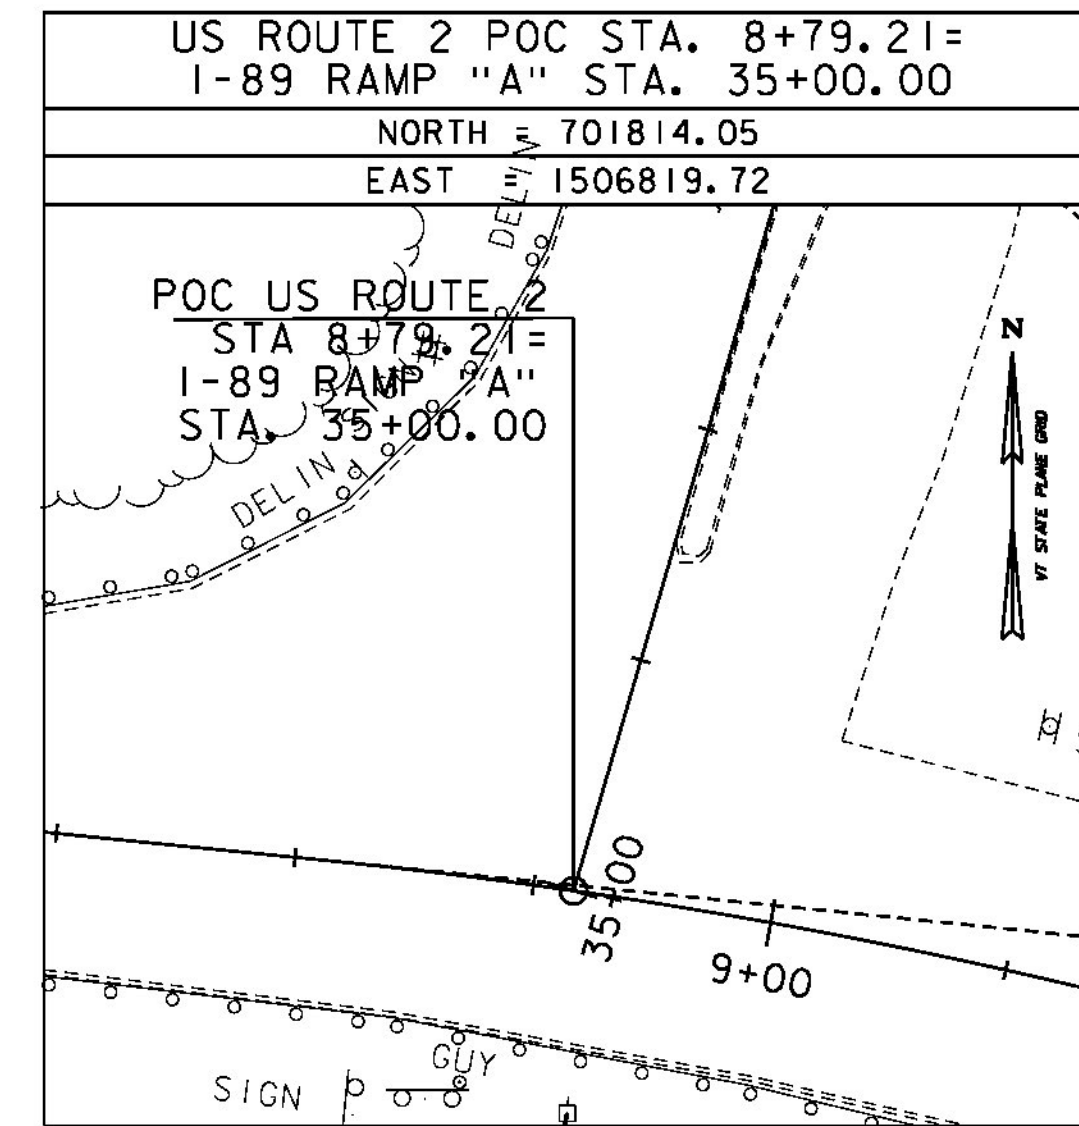 US ROUTE 2 POC STA. 8+79.21=
I-89 RAMP "A" STA. 35+00.00
NORTH = 701814.05
EAST = 1506819.72
DELIN
POC US ROUTE 2
STA 8+79.21=
I-89 RAMP "A"
STA. 35+00.00
DELIN
N
VT STATE PLANE GRID
35+00
9+00
GUY
SIGN